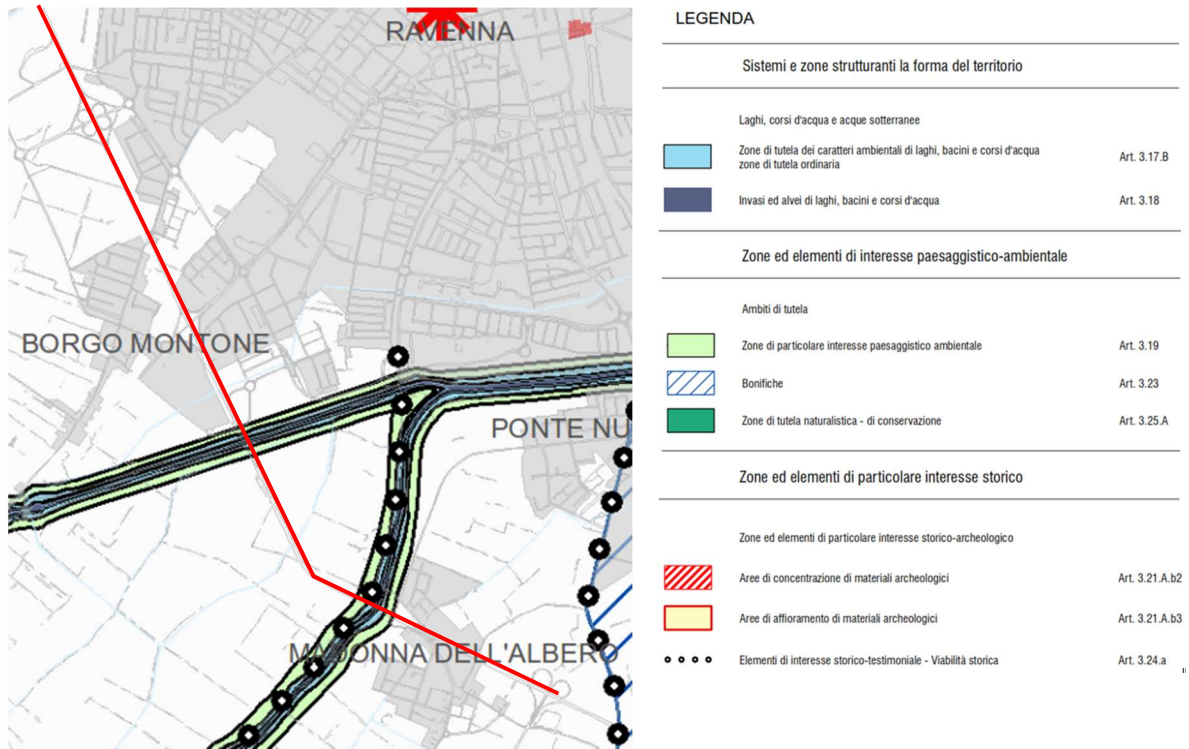 RAVENNA
BORGO MONTONE
PONTE NU
MADONNA DELL'ALBERO
LEGENDA
Sistemi e zone strutturanti la forma del territorio
Laghi, corsi d'acqua e acque sotterranee
Zone di tutela dei caratteri ambientali di laghi, bacini e corsi d'acqua
zone di tutela ordinaria Art. 3.17.B
Invasi ed alvei di laghi, bacini e corsi d'acqua Art. 3.18
Zone ed elementi di interesse paesaggistico-ambientale
Ambiti di tutela
Zone di particolare interesse paesaggistico ambientale Art. 3.19
Bonifiche Art. 3.23
Zone di tutela naturalistica - di conservazione Art. 3.25.A
Zone ed elementi di particolare interesse storico
Zone ed elementi di particolare interesse storico-archeologico
Aree di concentrazione di materiali archeologici Art. 3.21.A.b2
Aree di affioramento di materiali archeologici Art. 3.21.A.b3
Elementi di interesse storico-testimoniale - Viabilità storica Art. 3.24.a